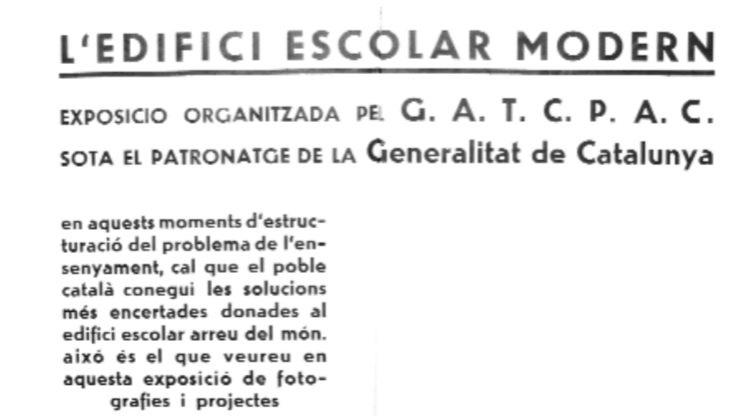 L'EDIFICI ESCOLAR MODERN
EXPOSICIO ORGANITZADA PEL G. A. T. C. P. A. C.
SOTA EL PATRONATGE DE LA Generalitat de Catalunya
en aquests moments d'estruc-
turació del problema de l'en-
senyament, cal que el poble
català conegui les solucions
més encertades donades al
edifici escolar arreu del món.
aixó és el que veureu en
aquesta exposició de foto-
grafies i projectes